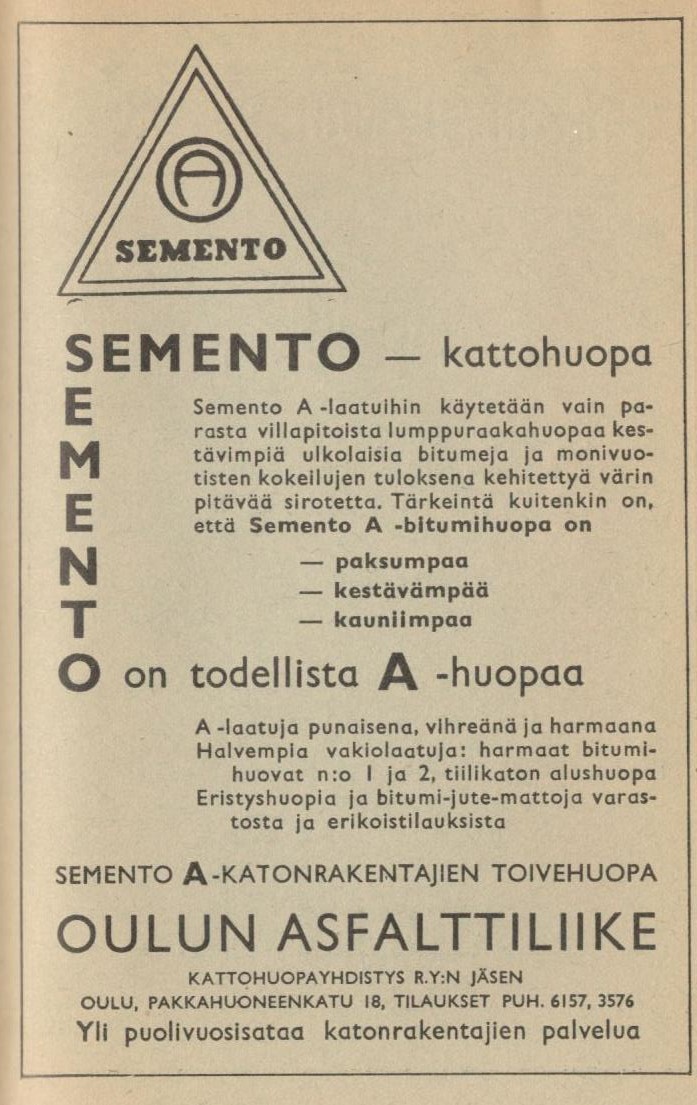 A
SEMENTO
SEMENTO — kattohuopa
E
M
E
N
T
Semento A -laatuihin käytetään vain pa-
rasta villapitoista lumppuraakahuopaa kes-
tävimpiä ulkolaisia bitumeja ja monivuo-
tisten kokeilujen tuloksena kehitettyä värin
pitävää sirotetta. Tärkeintä kuitenkin on,
että Semento A -bitumihuopa on
— paksumpaa
— kestävämpää
— kauniimpaa
O on todellista A -huopaa
A -laatuja punaisena, vihreänä ja harmaana
Halvempia vakiolaatuja: harmaat bitumi-
huovat n:o I ja 2, tiilikaton alushuopa
Eristyshuopia ja bitumi-jute-mattoja varas-
tosta ja erikoistilauksista
SEMENTO A-KATONRAKENTAJIEN TOIVEHUOPA
OULUN ASFALTTILIIKE
KATTOHUOPAYHDISTYS R.Y:N JÄSEN
OULU, PAKKAHUONEENKATU 18, TILAUKSET PUH. 6157, 3576
Yli puolivuosisataa katonrakentajien palvelua